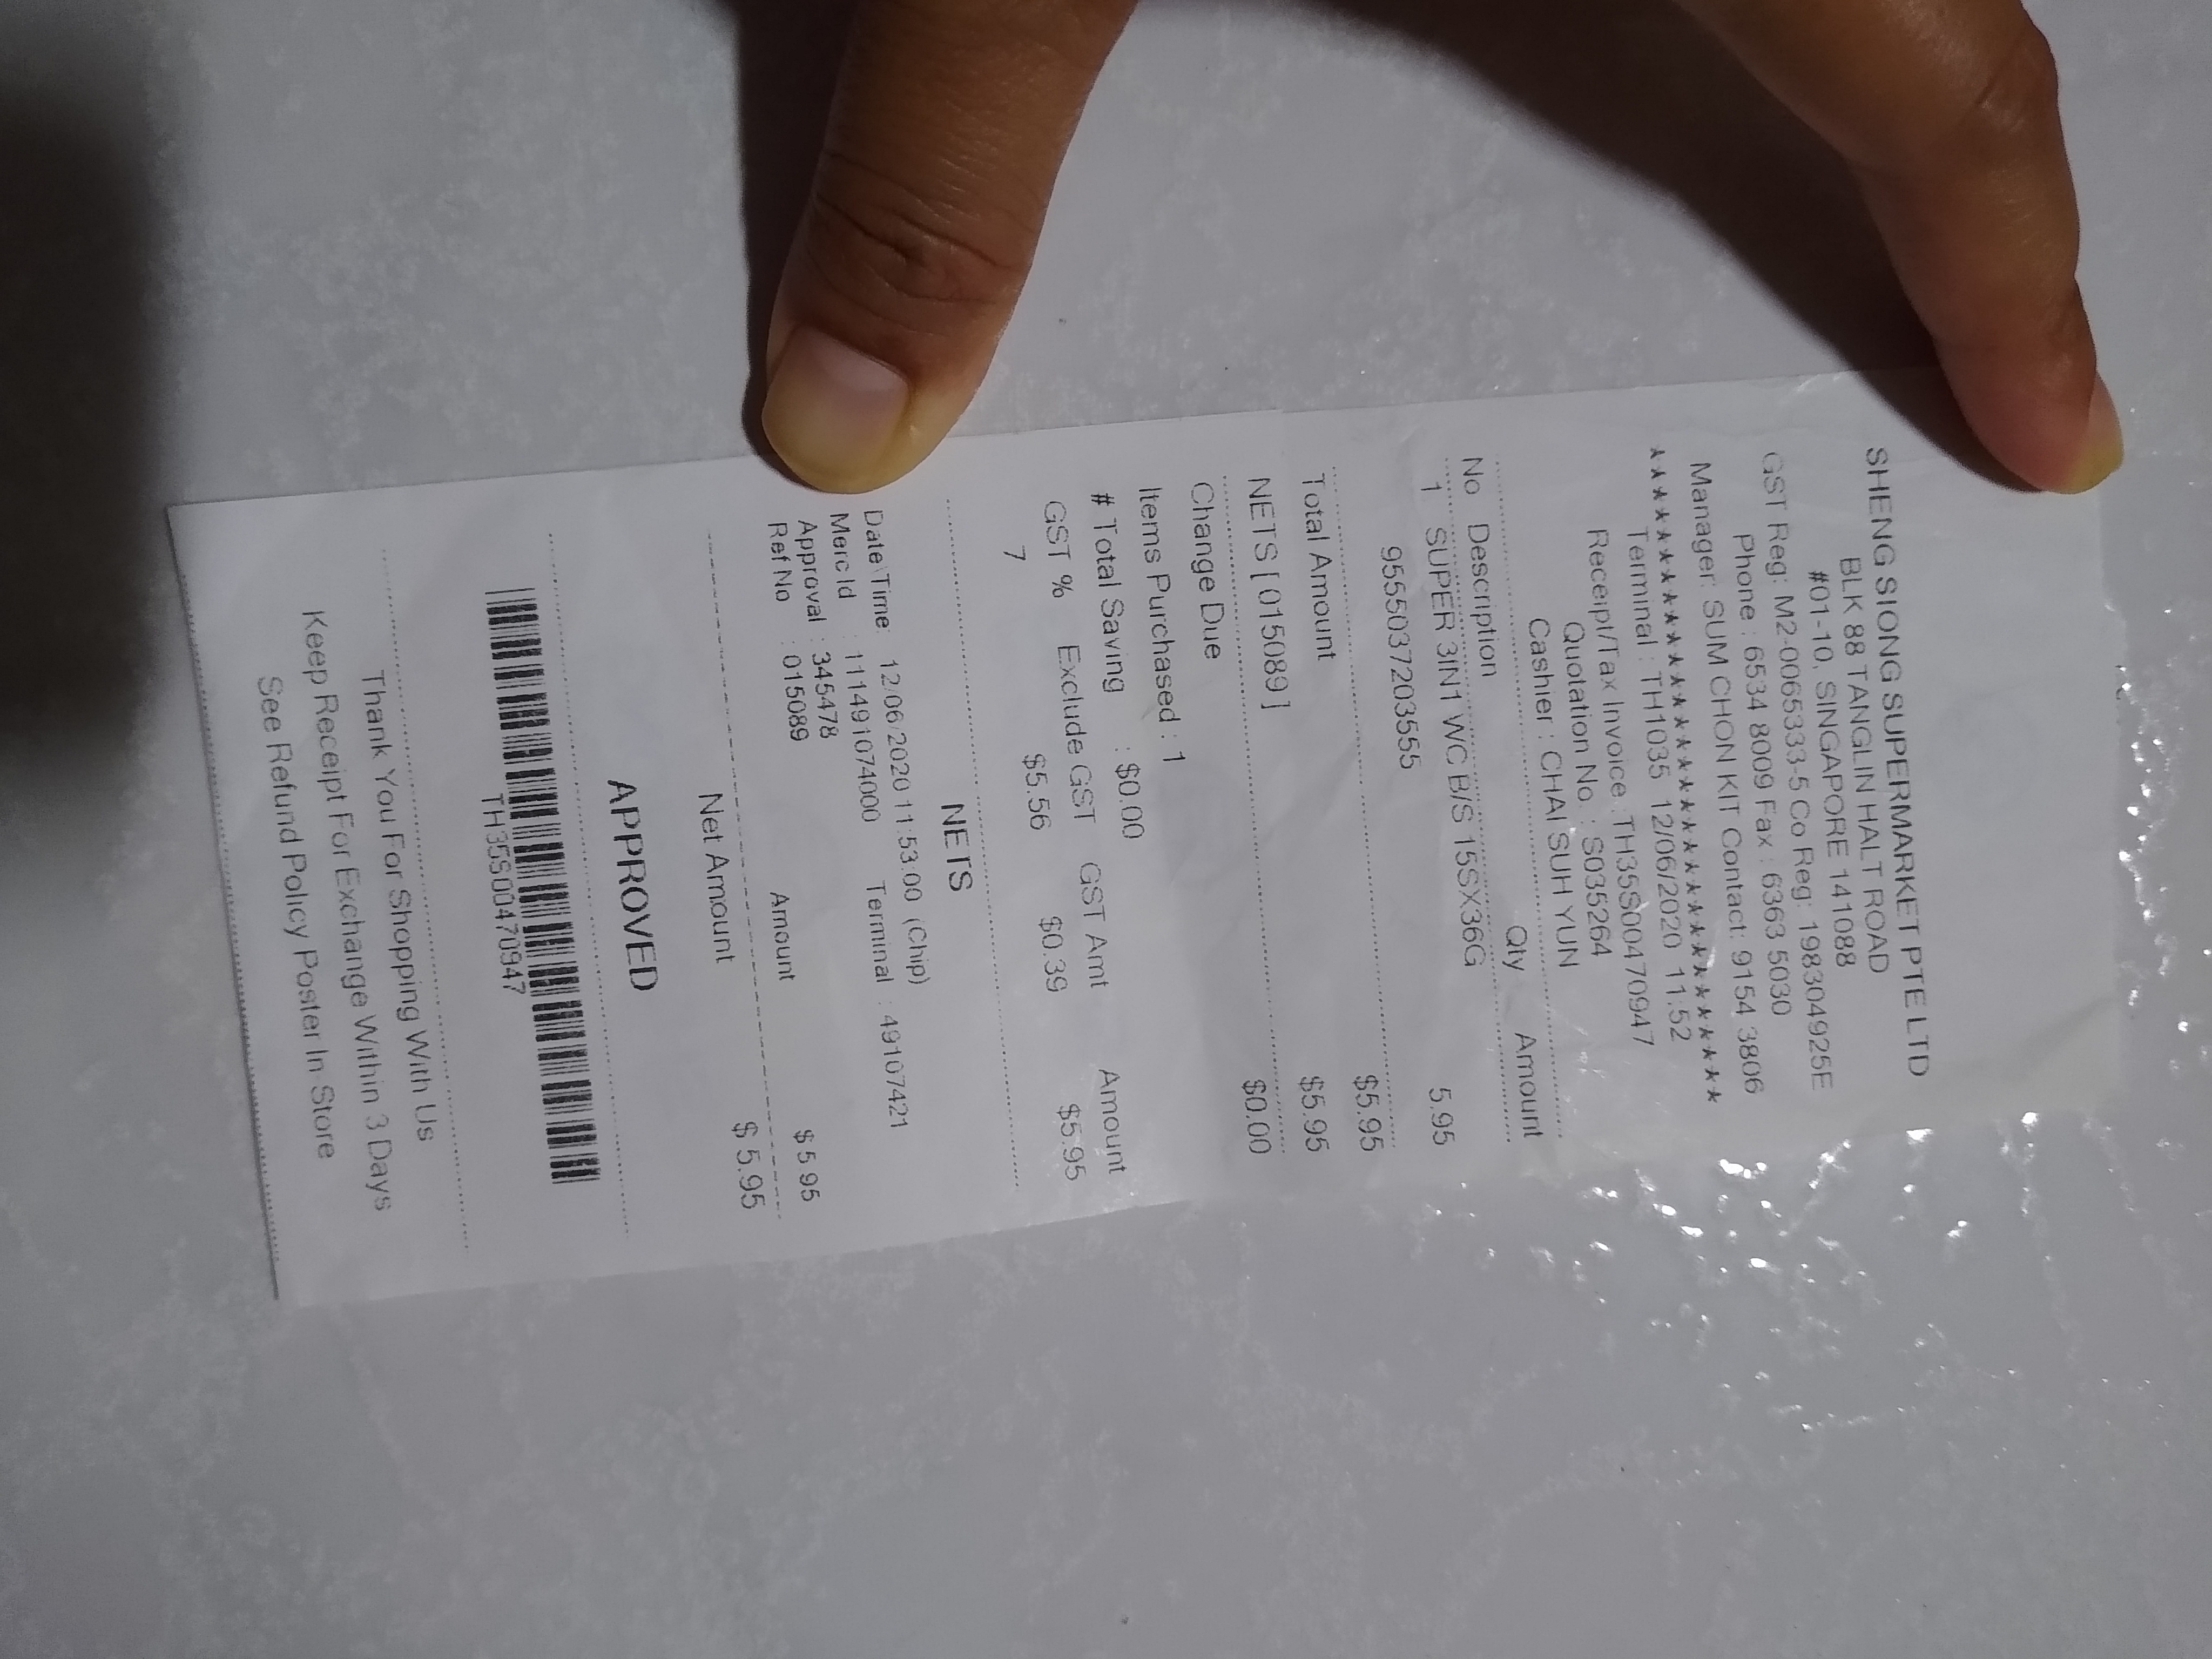 SHENG SIONG SUPERMARKET PTE LTD
BLK 88 TANGLIN HALT ROAD
#01-10, SINGAPORE 141088
GST Reg: M2-0065333-5 Co Reg: 198304925E
Phone : 6534 8009 Fax : 6363 5030
Manager: SUM CHON KIT Contact: 9154 3806
****************************************
Terminal : TH1035 12/06/2020 11:52
Receipt/Tax Invoice: TH35S00470947
Quotation No. : S035264
Cashier : CHAI SUH YUN
No Description Qty Amount
1 SUPER 3IN1 WC B/S 15SX36G
9555037203555 5.95
Total Amount $5.95
NETS [ 015089 ] $5.95
Change Due $0.00
Items Purchased : 1
# Total Saving : $0.00
GST % Exclude GST GST Amt Amount
7 $5.56 $0.39 $5.95
NETS
Date\Time: 12/06/2020 11:53:00 (Chip)
Merc Id : 111491074000 Terminal : 49107421
Approval : 345478
Ref No : 015089
Amount $ 5.95
Net Amount $ 5.95
APPROVED
TH35S00470947
Thank You For Shopping With Us
Keep Receipt For Exchange Within 3 Days
See Refund Policy Poster In Store